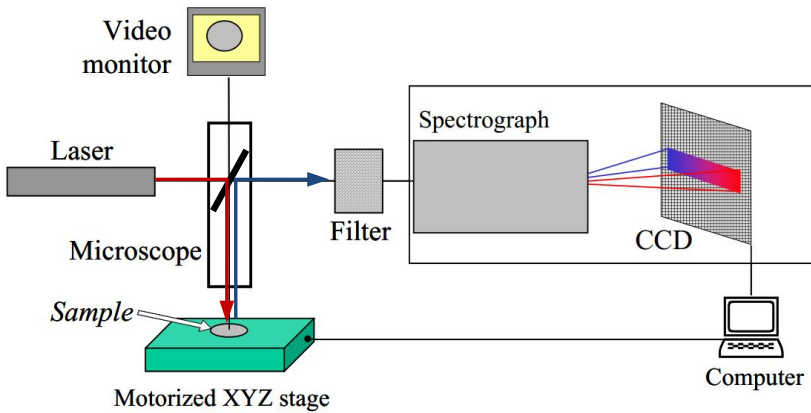 Video
monitor
Laser
Spectrograph
Microscope
Filter
CCD
Sample
Motorized XYZ stage
Computer